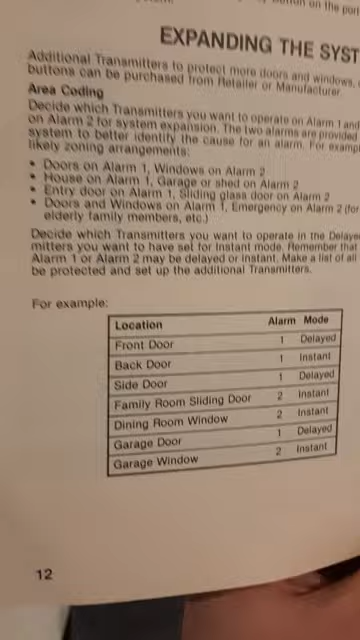 button on the
EXPANDING THE SYST
Additional Transmitters to protect more doors and windows,
buttons can be purchased from Retailer or Manufacturer.
Area Coding
Decide which Transmitters you want to operate on Alarm 1 and
on Alarm 2 for system expansion. The two alarms are provided
system to better identify the cause for an alarm. For examp
likely zoning arrangements:
• Doors on Alarm 1, Windows on Alarm 2
• House on Alarm 1, Garage or shed on Alarm 2
• Entry door on Alarm 1, Sliding glass door on Alarm 2
• Doors and Windows on Alarm 1, Emergency on Alarm 2 (for
elderly family members, etc.)
Decide which Transmitters you want to operate in the Delaye
mitters you want to have set for Instant mode. Remember that
Alarm 1 or Alarm 2 may be delayed or instant. Make a list of all
be protected and set up the additional Transmitters.
For example:
Location Alarm Mode
Front Door 1 Delayed
Back Door 1 Instant
Side Door 1 Delayed
Family Room Sliding Door 2 Instant
Dining Room Window 2 Instant
Garage Door 1 Delayed
Garage Window 2 Instant
12